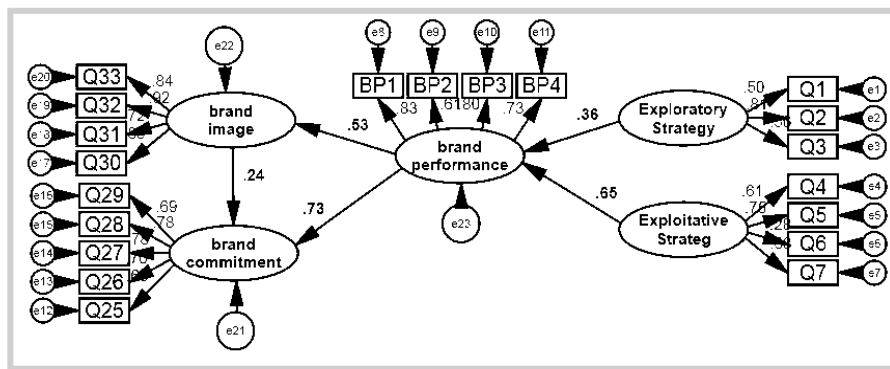 e22
e8
e9
e10
e11
e20
Q33
.84
BP1
BP2
BP3
BP4
.50
Q1
e1
e19
Q32
.92
brand
image
.83
.61
80
.73
Exploratory
Strategy
.81
Q2
e2
e18
Q31
.72
.53
.36
Q3
e3
e17
Q30
brand
performance
.24
.65
.61
Q4
e4
e16
Q29
.69
.73
Q5
e5
e15
Q28
.78
e23
Exploitative
Strateg
Q6
e14
Q27
brand
commitment
Q7
e7
e13
Q26
e12
Q25
e21